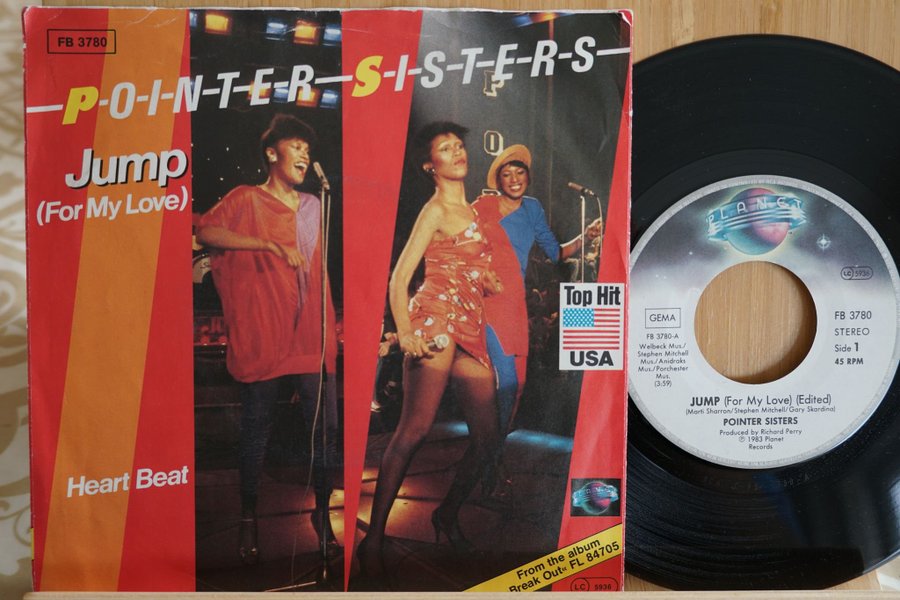 FB 3780
POINTER SISTERS
Jump
(For My Love)
Top Hit
USA
Heart Beat
From the album
Break Out« FL 84705
LC 5936
PLANET
LC 5936
GEMA
FB 3780-A
Welbeck Mus./
Stephen Mitchell
Mus./Anidraks
Mus./Porchester
Mus.
(3:59)
FB 3780
STEREO
Side 1
45 RPM
JUMP (For My Love) (Edited)
(Marti Sharron/Stephen Mitchell/Gary Skardina)
POINTER SISTERS
Produced by Richard Perry
℗ 1983 Planet
Records